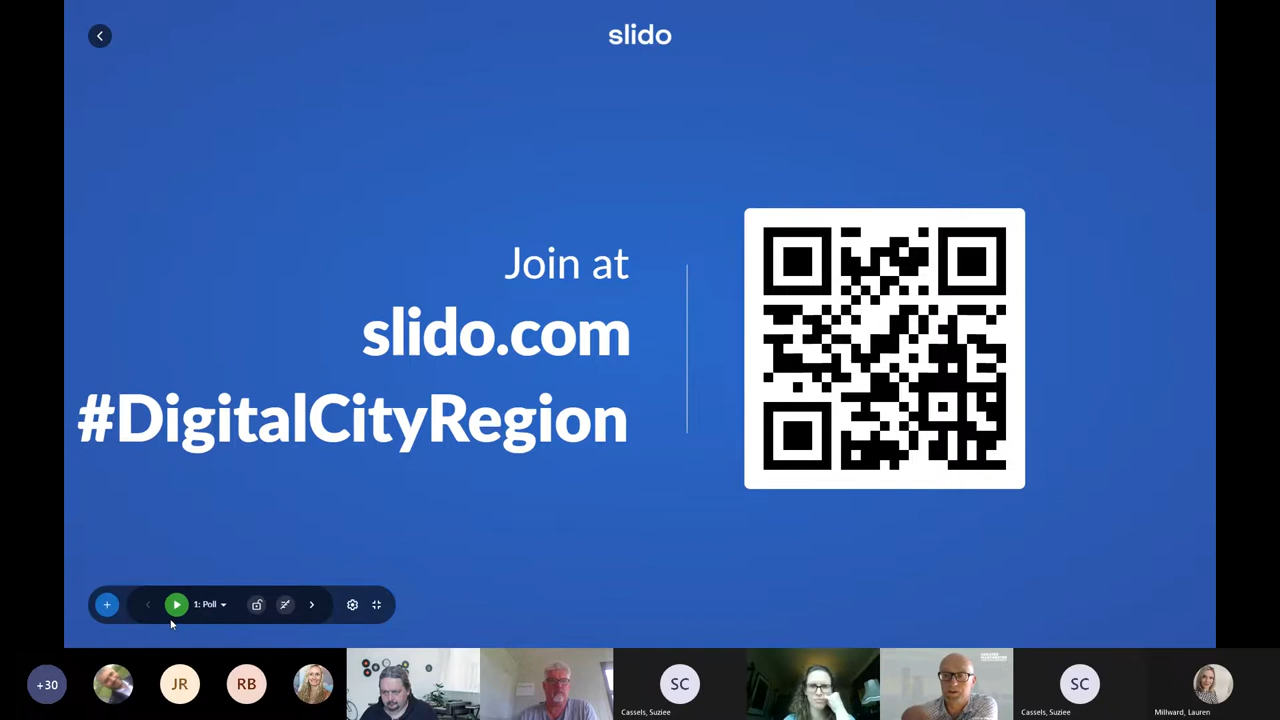 slido
Join at
slido.com
#DigitalCityRegion
1: Poll
+30
JR
RB
SC
Cassels, Suziee
SC
Cassels, Suziee
Millward, Lauren